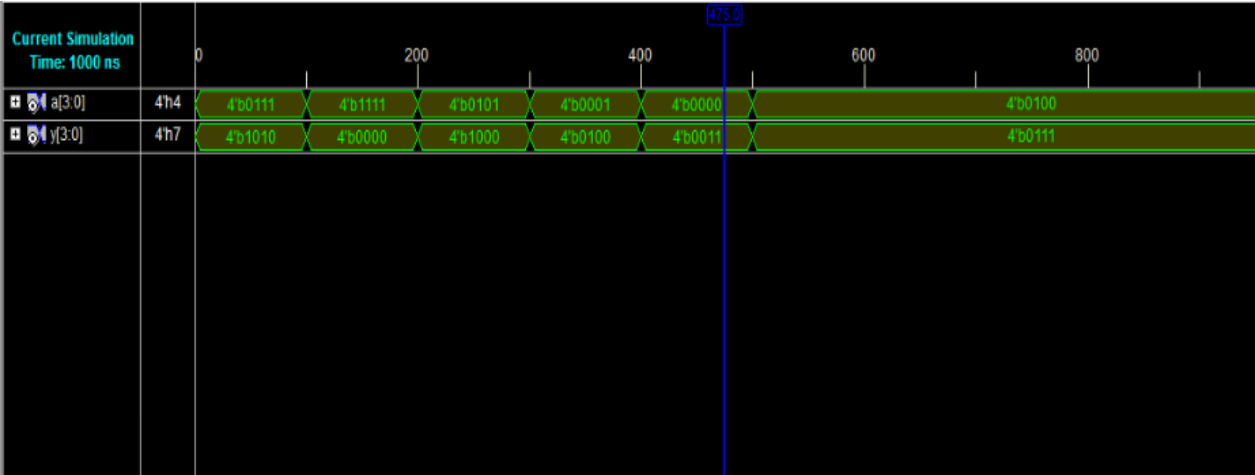 475.0
Current Simulation
Time: 1000 ns
0 200 400 600 800
a[3:0] 4'h4 4'b0111 4'b1111 4'b0101 4'b0001 4'b0000 4'b0100
y[3:0] 4'h7 4'b1010 4'b0000 4'b1000 4'b0100 4'b0011 4'b0111